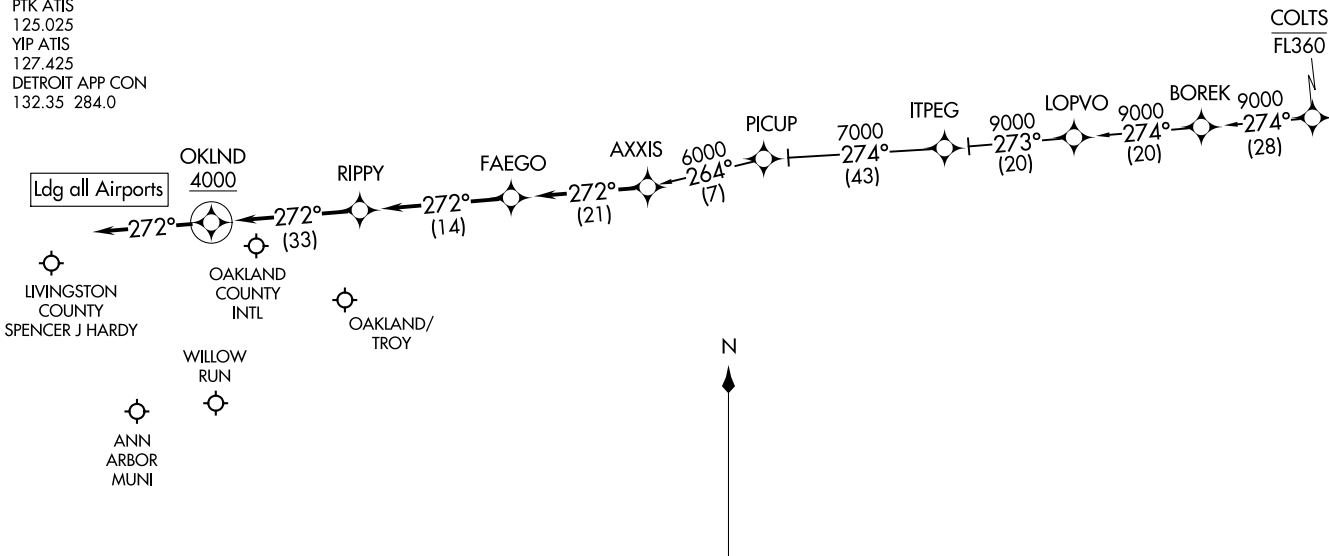 PTK ATIS
125.025
YIP ATIS
127.425
DETROIT APP CON
132.35 284.0
COLTS
FL360
BOREK
9000
274°
(28)
LOPVO
9000
274°
(20)
ITPEG
9000
273°
(20)
PICUP
7000
274°
(43)
AXXIS
6000
264°
(7)
FAEGO
272°
(21)
RIPPY
272°
(14)
OKLND
4000
272°
(33)
Ldg all Airports
272°
LIVINGSTON
COUNTY
SPENCER J HARDY
OAKLAND
COUNTY
INTL
OAKLAND/
TROY
WILLOW
RUN
ANN
ARBOR
MUNI
N